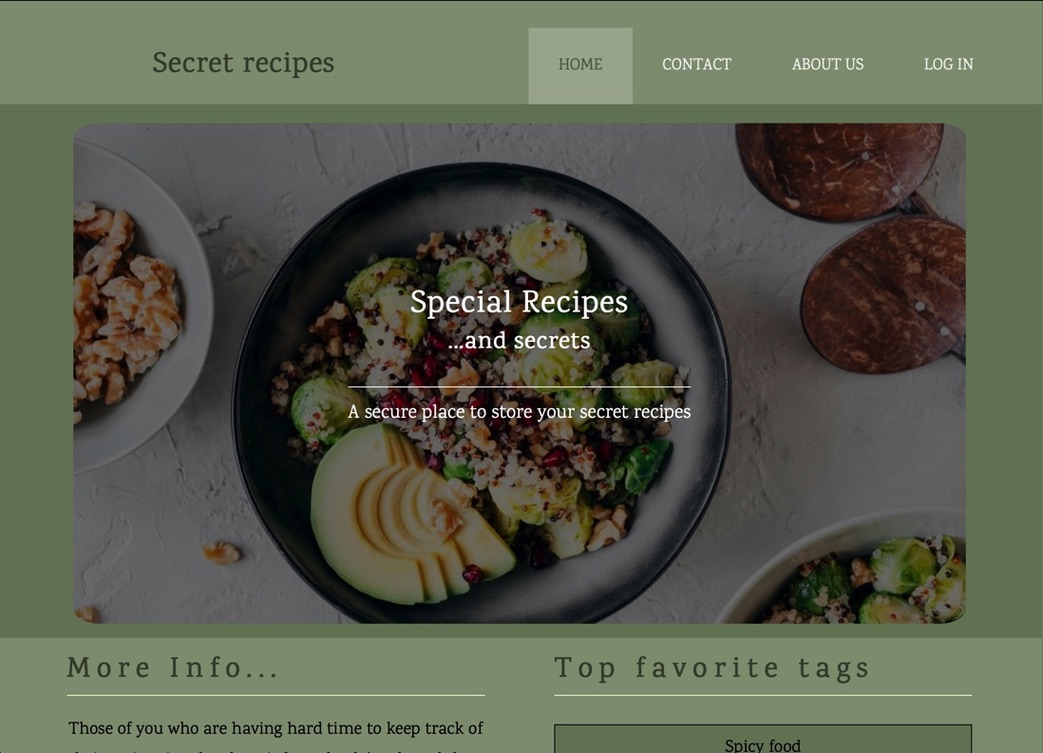 Secret recipes
HOME CONTACT ABOUT US LOG IN
Special Recipes
...and secrets
A secure place to store your secret recipes
More Info...
Those of you who are having hard time to keep track of
Top favorite tags
Spicy food